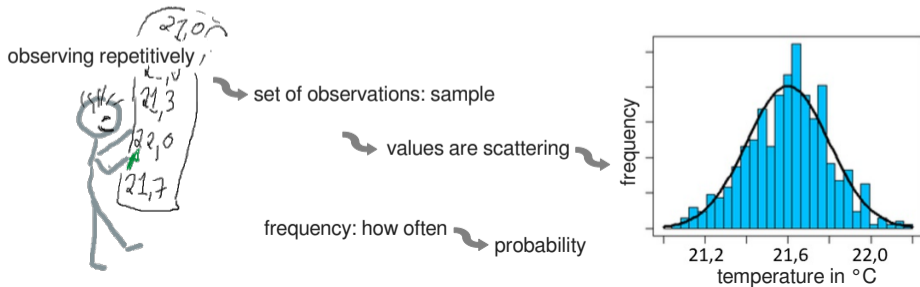 21,0
observing repetitively
21,3
22,0
21,7
set of observations: sample
values are scattering
frequency: how often
probability
frequency
21,2 21,6 22,0
temperature in °C